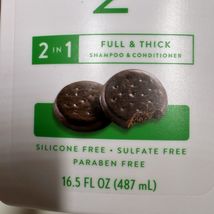 2
2 IN 1
FULL & THICK
SHAMPOO & CONDITIONER
SILICONE FREE • SULFATE FREE
PARABEN FREE
16.5 FL OZ (487 mL)